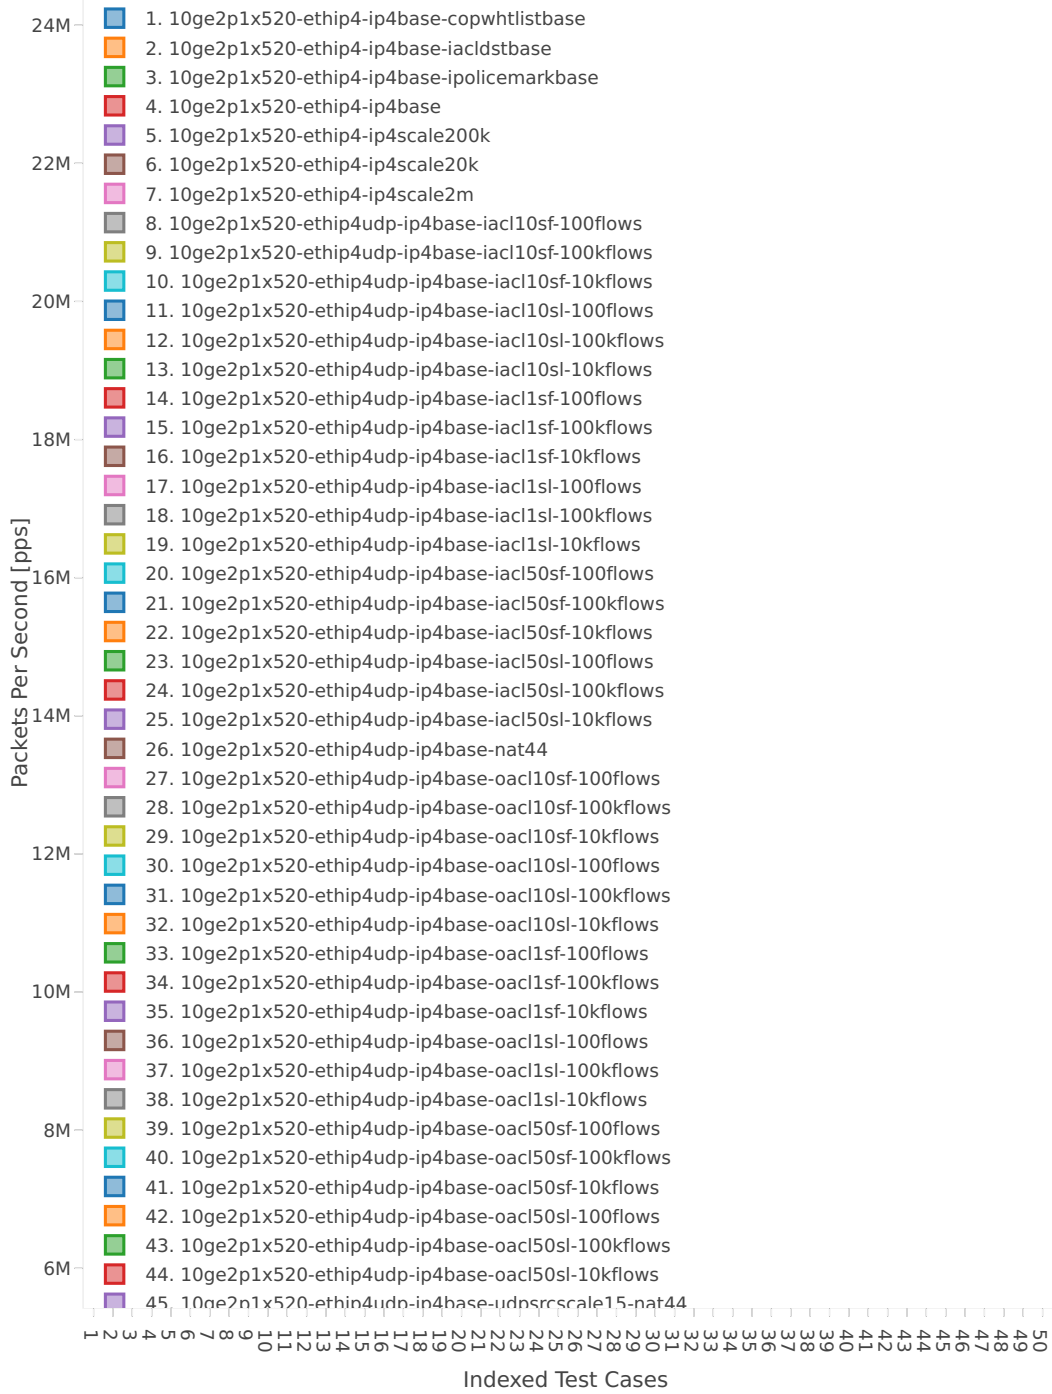 24M
22M
20M
18M
16M
14M
12M
10M
8M
6M
Packets Per Second [pps]
1. 10ge2p1x520-ethip4-ip4base-copwhtlistbase
2. 10ge2p1x520-ethip4-ip4base-iacldstbase
3. 10ge2p1x520-ethip4-ip4base-ipolicemarkbase
4. 10ge2p1x520-ethip4-ip4base
5. 10ge2p1x520-ethip4-ip4scale200k
6. 10ge2p1x520-ethip4-ip4scale20k
7. 10ge2p1x520-ethip4-ip4scale2m
8. 10ge2p1x520-ethip4udp-ip4base-iacl10sf-100flows
9. 10ge2p1x520-ethip4udp-ip4base-iacl10sf-100kflows
10. 10ge2p1x520-ethip4udp-ip4base-iacl10sf-10kflows
11. 10ge2p1x520-ethip4udp-ip4base-iacl10sl-100flows
12. 10ge2p1x520-ethip4udp-ip4base-iacl10sl-100kflows
13. 10ge2p1x520-ethip4udp-ip4base-iacl10sl-10kflows
14. 10ge2p1x520-ethip4udp-ip4base-iacl1sf-100flows
15. 10ge2p1x520-ethip4udp-ip4base-iacl1sf-100kflows
16. 10ge2p1x520-ethip4udp-ip4base-iacl1sf-10kflows
17. 10ge2p1x520-ethip4udp-ip4base-iacl1sl-100flows
18. 10ge2p1x520-ethip4udp-ip4base-iacl1sl-100kflows
19. 10ge2p1x520-ethip4udp-ip4base-iacl1sl-10kflows
20. 10ge2p1x520-ethip4udp-ip4base-iacl50sf-100flows
21. 10ge2p1x520-ethip4udp-ip4base-iacl50sf-100kflows
22. 10ge2p1x520-ethip4udp-ip4base-iacl50sf-10kflows
23. 10ge2p1x520-ethip4udp-ip4base-iacl50sl-100flows
24. 10ge2p1x520-ethip4udp-ip4base-iacl50sl-100kflows
25. 10ge2p1x520-ethip4udp-ip4base-iacl50sl-10kflows
26. 10ge2p1x520-ethip4udp-ip4base-nat44
27. 10ge2p1x520-ethip4udp-ip4base-oacl10sf-100flows
28. 10ge2p1x520-ethip4udp-ip4base-oacl10sf-100kflows
29. 10ge2p1x520-ethip4udp-ip4base-oacl10sf-10kflows
30. 10ge2p1x520-ethip4udp-ip4base-oacl10sl-100flows
31. 10ge2p1x520-ethip4udp-ip4base-oacl10sl-100kflows
32. 10ge2p1x520-ethip4udp-ip4base-oacl10sl-10kflows
33. 10ge2p1x520-ethip4udp-ip4base-oacl1sf-100flows
34. 10ge2p1x520-ethip4udp-ip4base-oacl1sf-100kflows
35. 10ge2p1x520-ethip4udp-ip4base-oacl1sf-10kflows
36. 10ge2p1x520-ethip4udp-ip4base-oacl1sl-100flows
37. 10ge2p1x520-ethip4udp-ip4base-oacl1sl-100kflows
38. 10ge2p1x520-ethip4udp-ip4base-oacl1sl-10kflows
39. 10ge2p1x520-ethip4udp-ip4base-oacl50sf-100flows
40. 10ge2p1x520-ethip4udp-ip4base-oacl50sf-100kflows
41. 10ge2p1x520-ethip4udp-ip4base-oacl50sf-10kflows
42. 10ge2p1x520-ethip4udp-ip4base-oacl50sl-100flows
43. 10ge2p1x520-ethip4udp-ip4base-oacl50sl-100kflows
44. 10ge2p1x520-ethip4udp-ip4base-oacl50sl-10kflows
45. 10ge2p1x520-ethip4udp-ip4base-udpsrcscale15-nat44
1
2
3
4
5
6
7
8
9
10
11
12
13
14
15
16
17
18
19
20
21
22
23
24
25
26
27
28
29
30
31
32
33
34
35
36
37
38
39
40
41
42
43
44
45
46
47
48
49
50
Indexed Test Cases